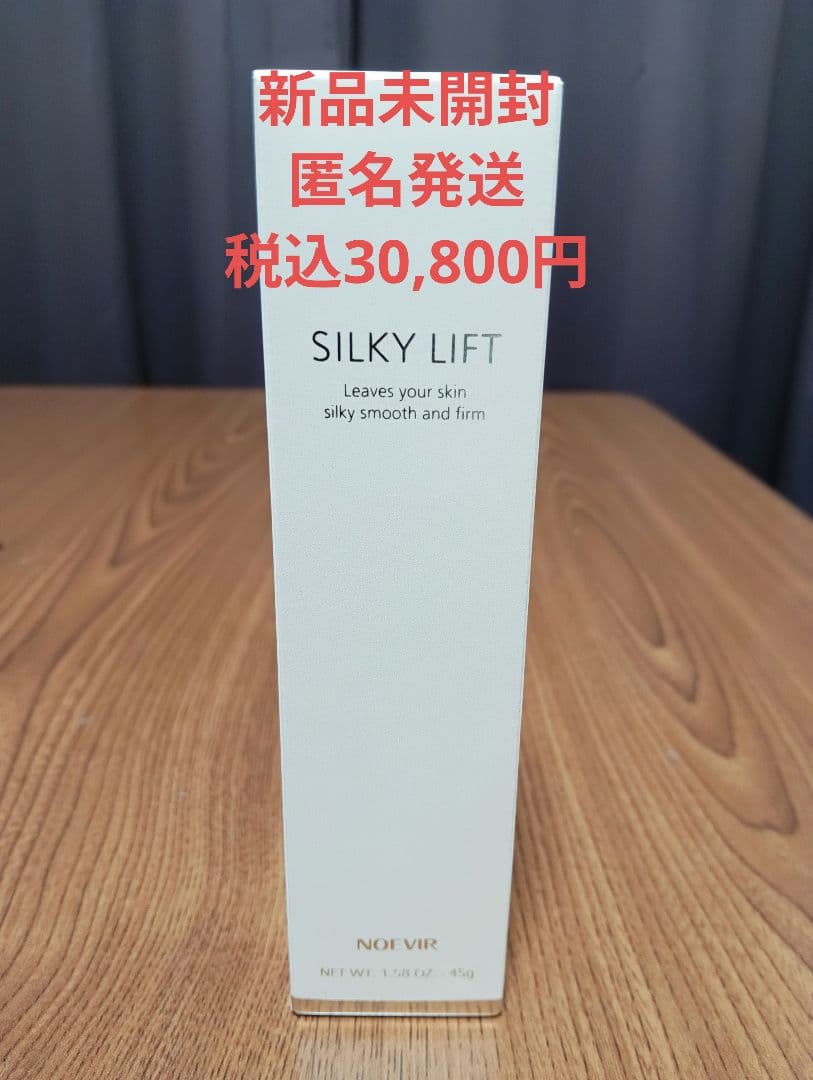 新品未開封
匿名発送
税込30,800円
SILKY LIFT
Leaves your skin
silky smooth and firm
NOEVIR
NET WT. 1.58 OZ. 45g